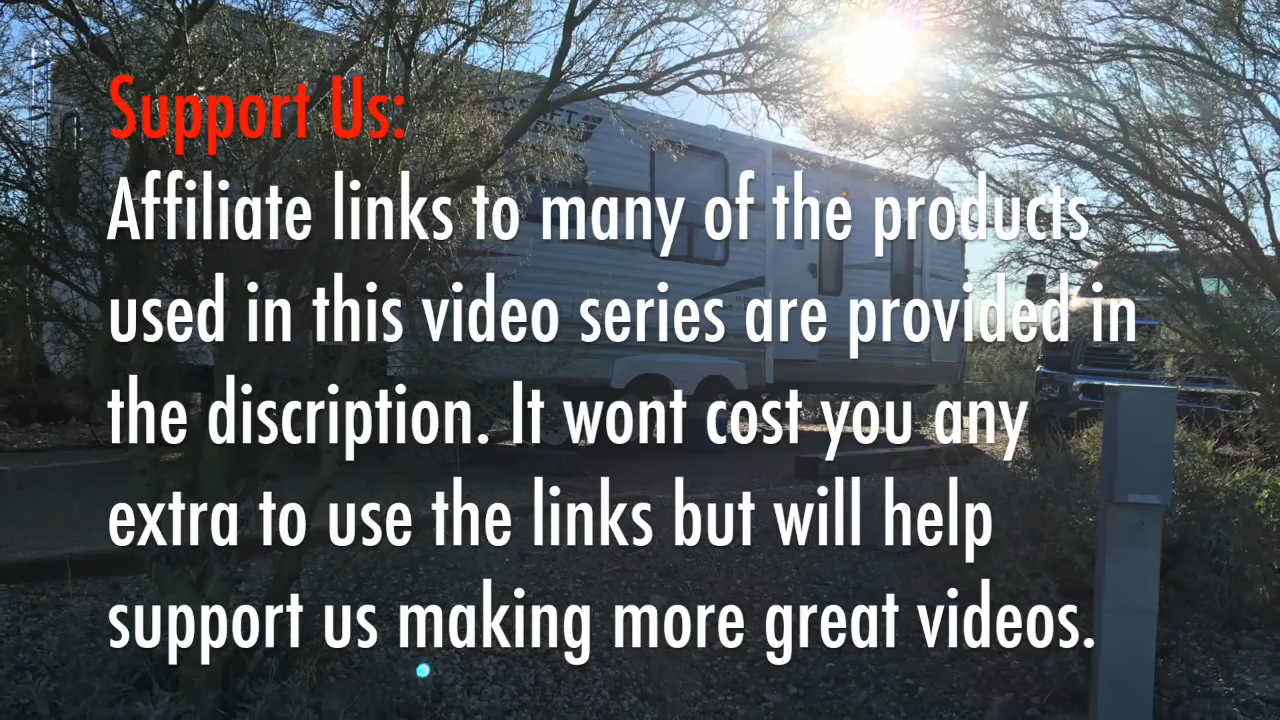 Support Us:
Affiliate links to many of the products
used in this video series are provided in
the discription. It wont cost you any
extra to use the links but will help
support us making more great videos.